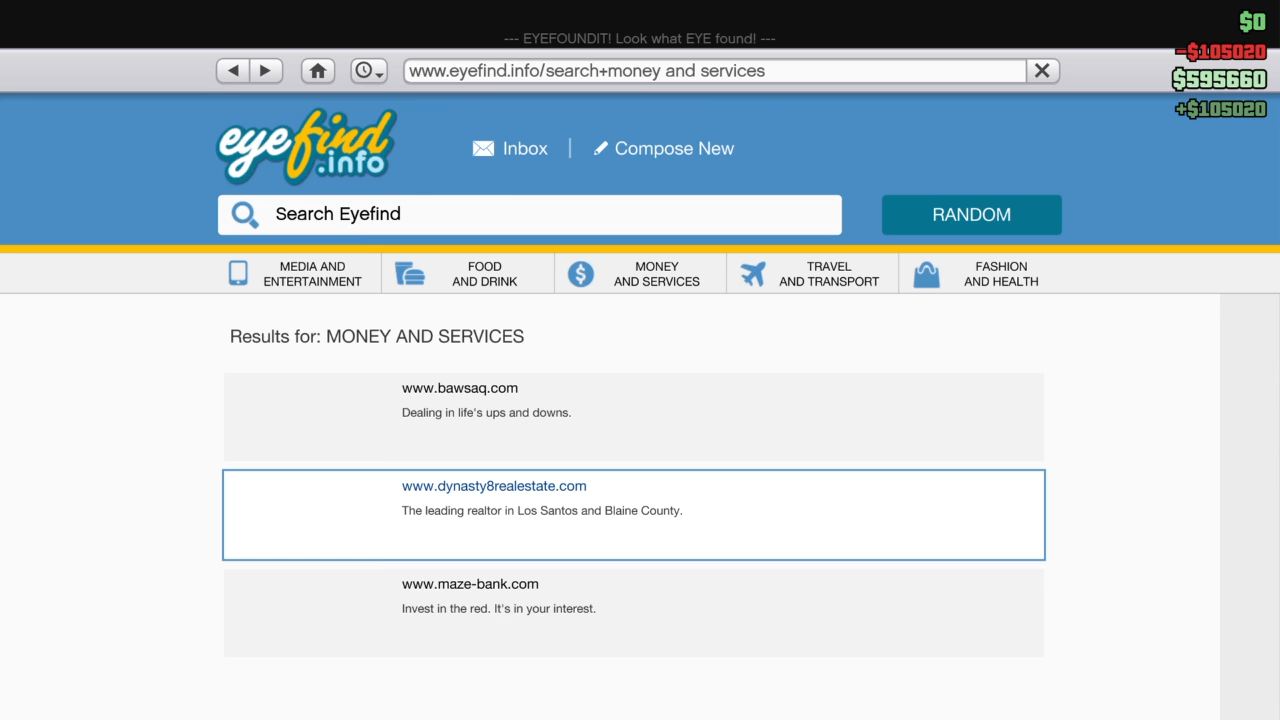 --- EYEFOUNDIT! Look what EYE found! ---
$0
-$105020
$595660
+$105020
www.eyefind.info/search+money and services
eyefind.info
Inbox
Compose New
Search Eyefind
RANDOM
MEDIA AND
ENTERTAINMENT
FOOD
AND DRINK
MONEY
AND SERVICES
TRAVEL
AND TRANSPORT
FASHION
AND HEALTH
Results for: MONEY AND SERVICES
www.bawsaq.com
Dealing in life's ups and downs.
www.dynasty8realestate.com
The leading realtor in Los Santos and Blaine County.
www.maze-bank.com
Invest in the red. It's in your interest.